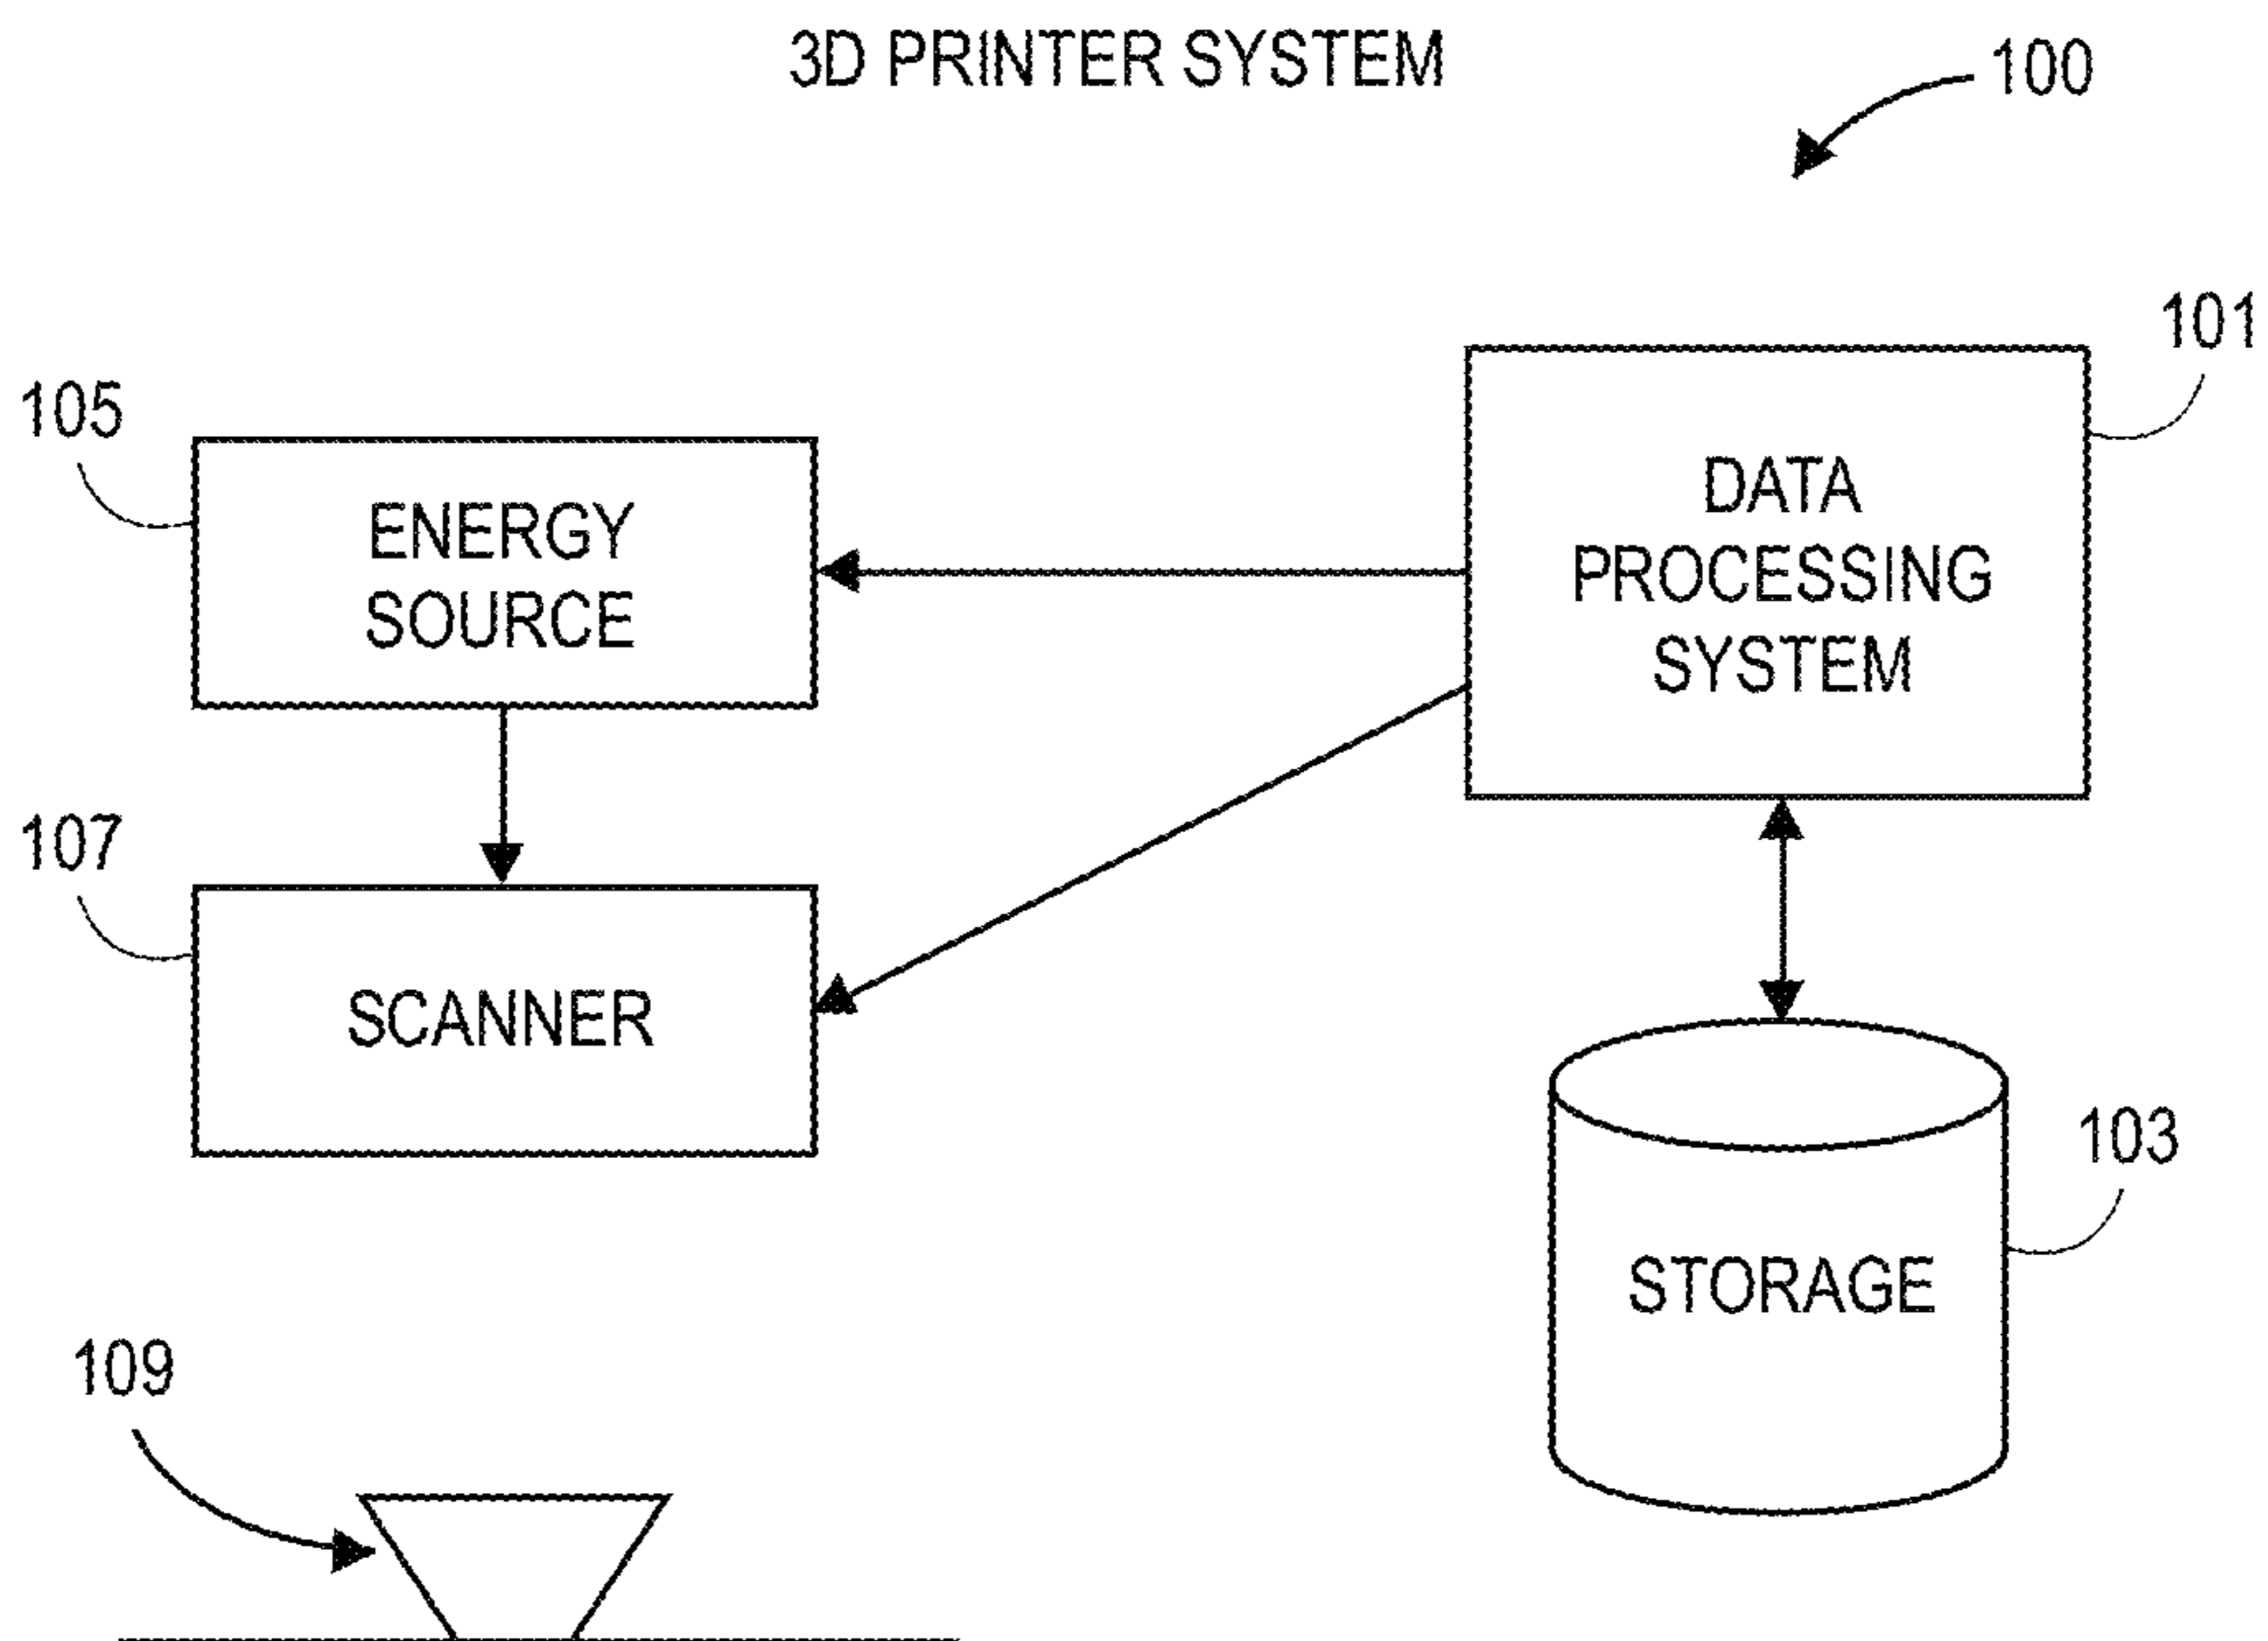 3D PRINTER SYSTEM
100
101
105
ENERGY
SOURCE
DATA
PROCESSING
SYSTEM
107
SCANNER
103
STORAGE
109